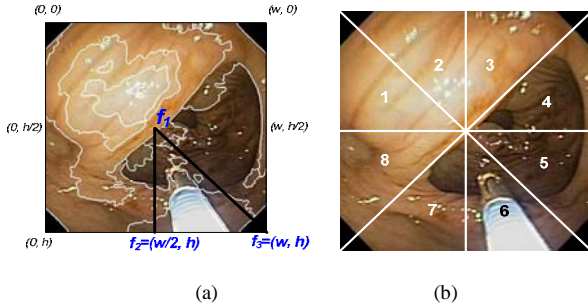 (0, 0)
(w, 0)
f1
(0, h/2)
(w, h/2)
(0, h)
f2=(w/2, h)
f3=(w, h)
(a)
1
2
3
4
5
6
7
8
(b)